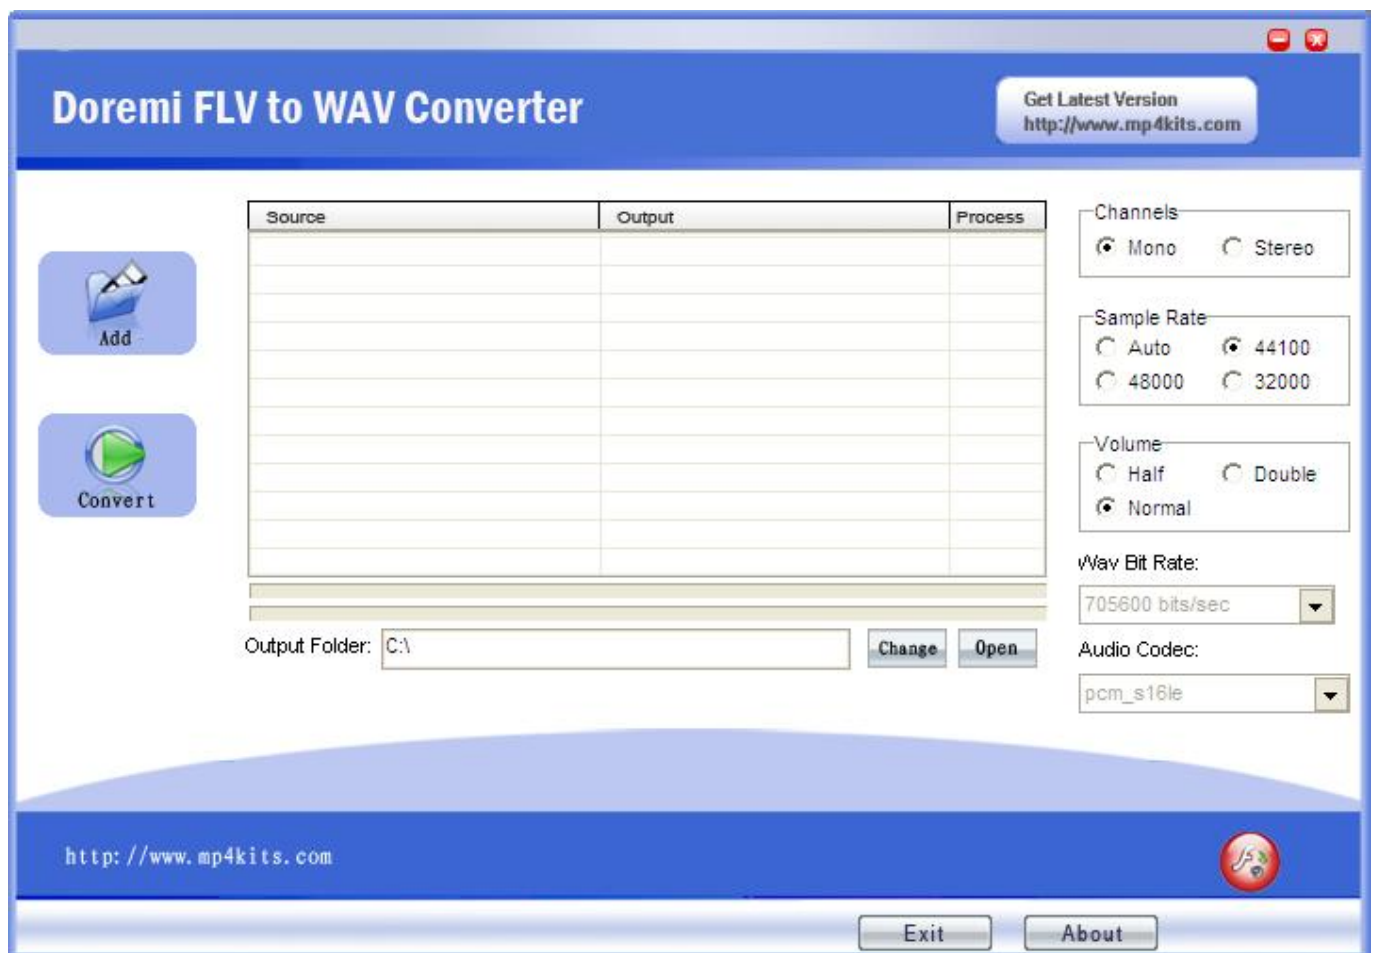 Doremi FLV to WAV Converter
Get Latest Version
http://www.mp4kits.com
Add
Convert
Source Output Process
Output Folder: C:\ Change Open
Channels
Mono Stereo
Sample Rate
Auto 44100
48000 32000
Volume
Half Double
Normal
Wav Bit Rate:
705600 bits/sec
Audio Codec:
pcm_s16le
http://www.mp4kits.com
Exit About